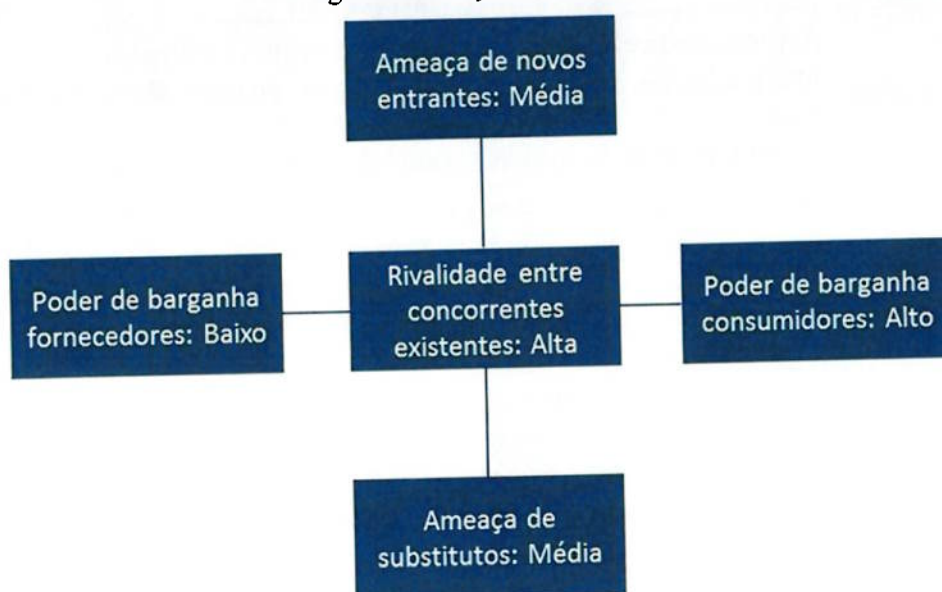 Ameaça de novos
entrantes: Média
Poder de barganha
fornecedores: Baixo
Rivalidade entre
concorrentes
existentes: Alta
Poder de barganha
consumidores: Alto
Ameaça de
substitutos: Média